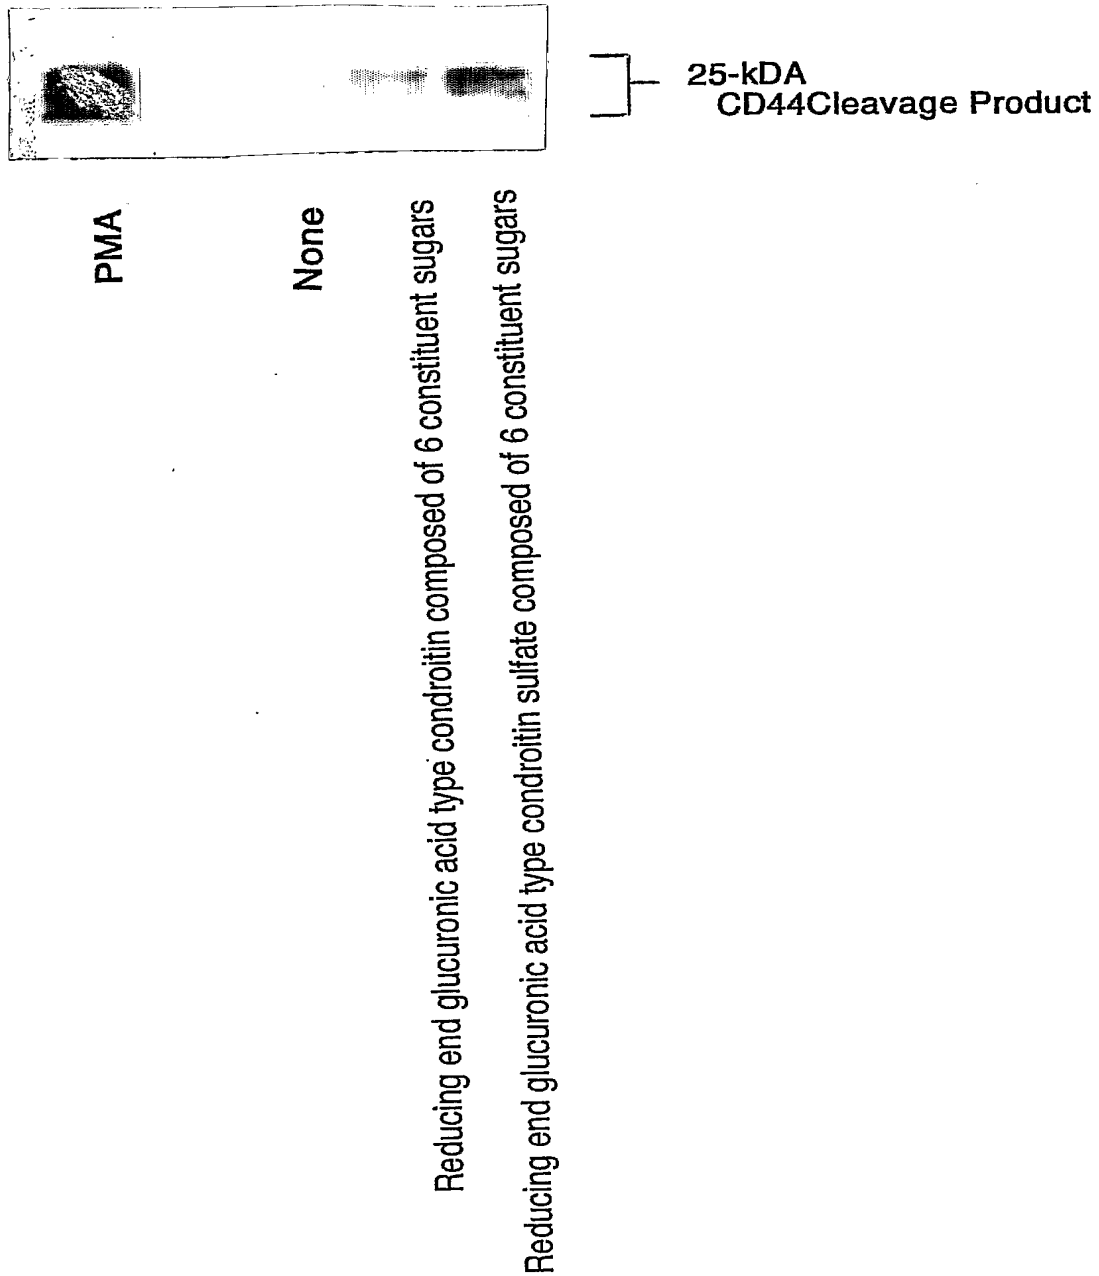 25-kDA
CD44Cleavage Product
PMA
None
Reducing end glucuronic acid type condroitin composed of 6 constituent sugars
Reducing end glucuronic acid type condroitin sulfate composed of 6 constituent sugars